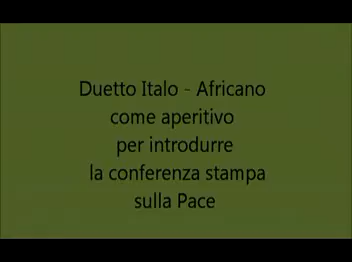 Duetto Italo - Africano
come aperitivo
per introdurre
la conferenza stampa
sulla Pace